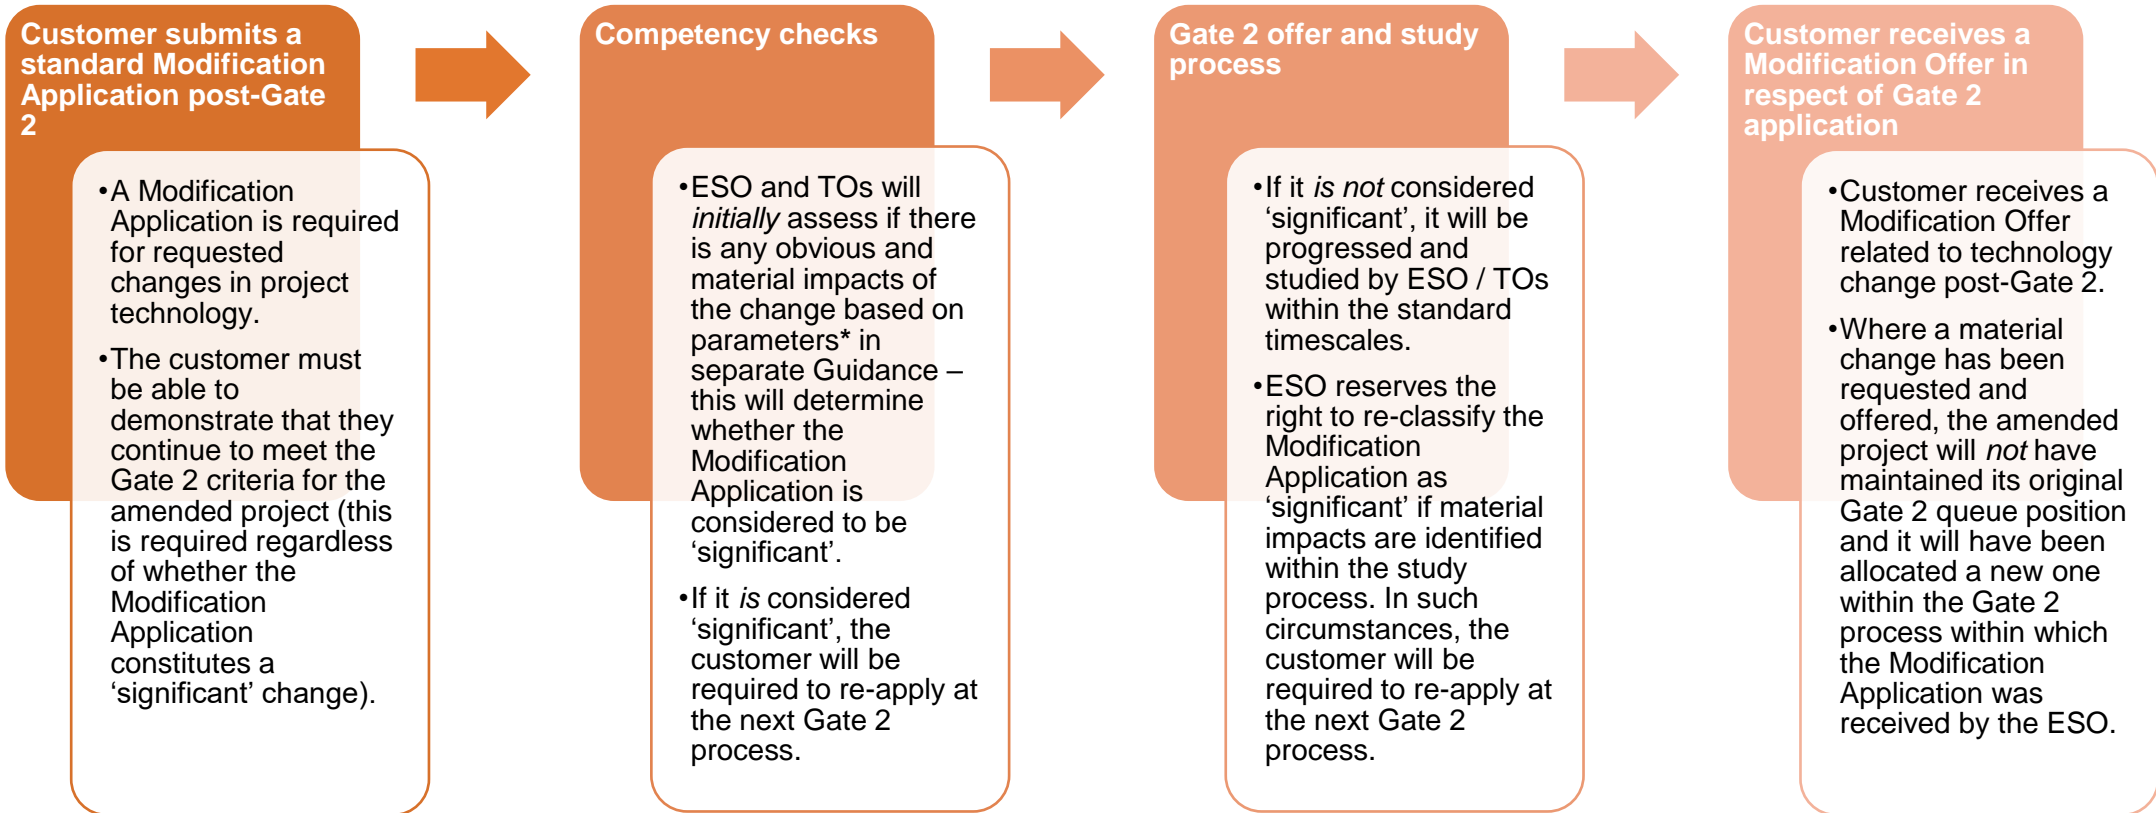 Customer submits a
standard Modification
Application post-Gate
2
•A Modification
Application is required
for requested
changes in project
technology.
•The customer must
be able to
demonstrate that they
continue to meet the
Gate 2 criteria for the
amended project (this
is required regardless
of whether the
Modification
Application
constitutes a
‘significant’ change).
Competency checks
•ESO and TOs will
initially assess if there
is any obvious and
material impacts of
the change based on
parameters* in
separate Guidance –
this will determine
whether the
Modification
Application is
considered to be
‘significant’.
•If it is considered
‘significant’, the
customer will be
required to re-apply at
the next Gate 2
process.
Gate 2 offer and study
process
•If it is not considered
‘significant’, it will be
progressed and
studied by ESO / TOs
within the standard
timescales.
•ESO reserves the
right to re-classify the
Modification
Application as
‘significant’ if material
impacts are identified
within the study
process. In such
circumstances, the
customer will be
required to re-apply at
the next Gate 2
process.
Customer receives a
Modification Offer in
respect of Gate 2
application
•Customer receives a
Modification Offer
related to technology
change post-Gate 2.
•Where a material
change has been
requested and
offered, the amended
project will not have
maintained its original
Gate 2 queue position
and it will have been
allocated a new one
within the Gate 2
process within which
the Modification
Application was
received by the ESO.